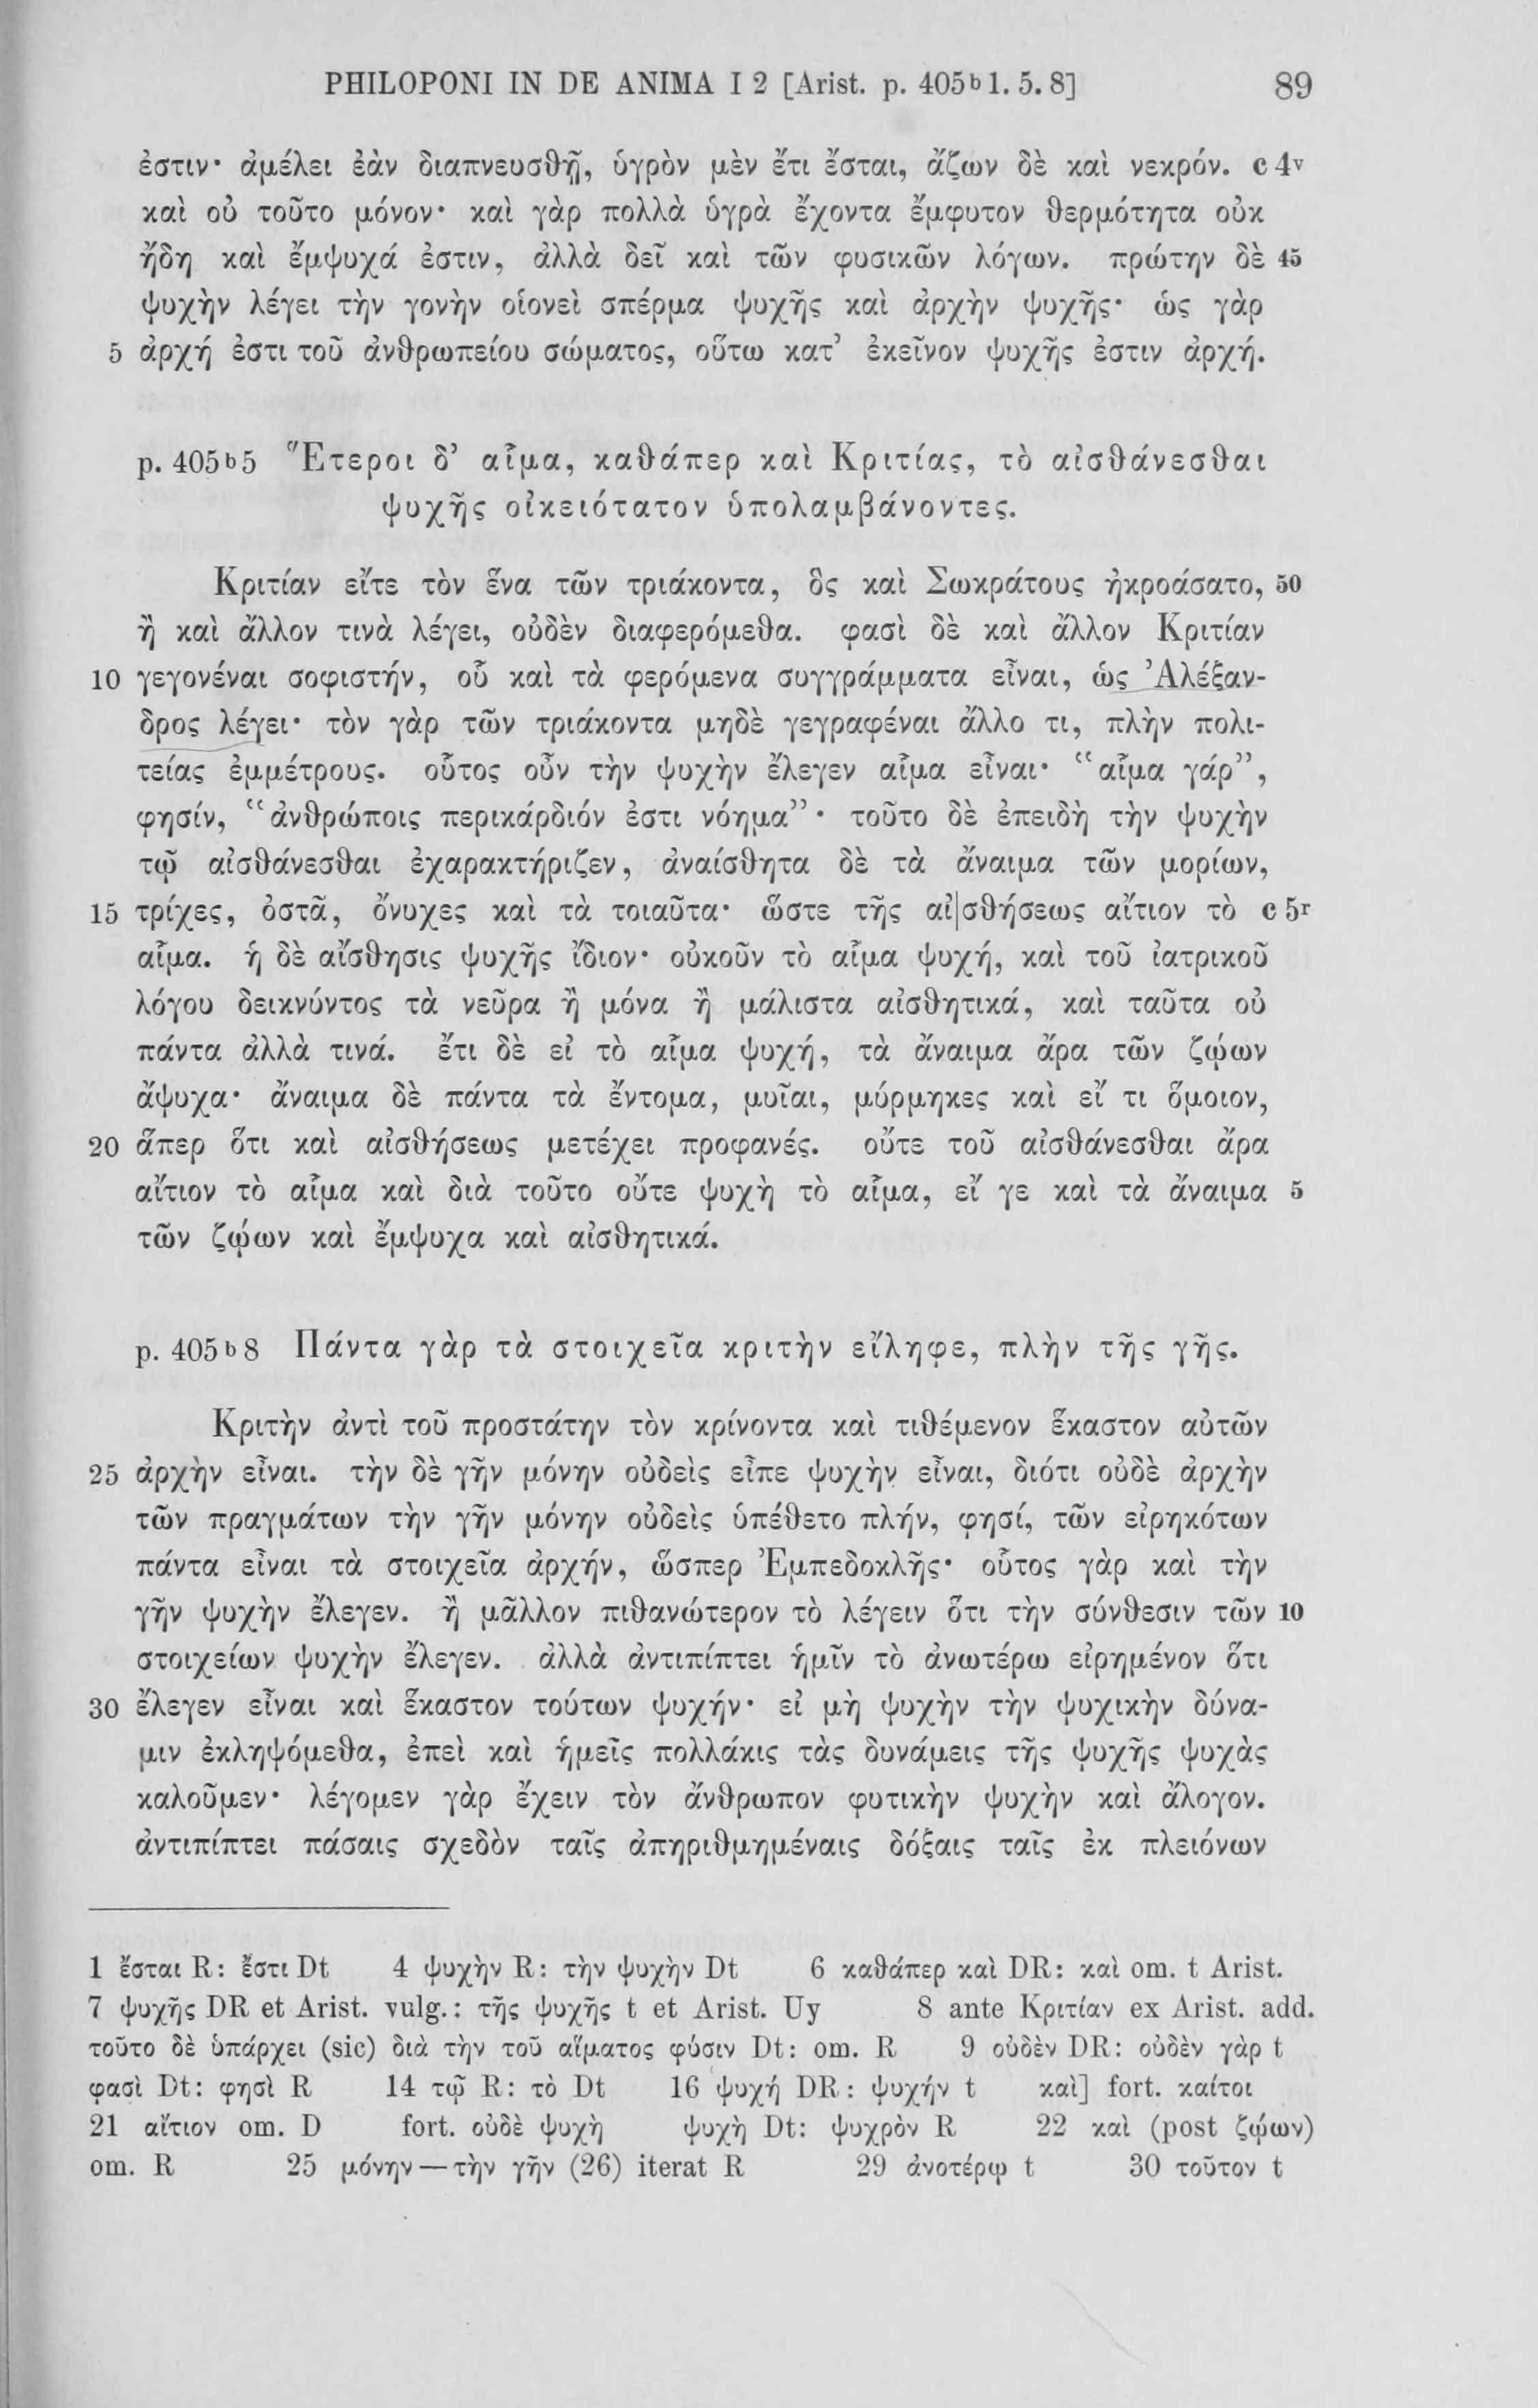 PHILOPONI IN DE ANIMA I 2 [Arist. p. 405b 1. 5. 8] 89
ἐστιν· ἀμέλει ἐὰν διαπνευσθῇ, ὑγρὸν μὲν ἔτι ἔσται, ἄζων δὲ καὶ νεκρόν. c 4v
καὶ οὐ τοῦτο μόνον· καὶ γὰρ πολλὰ ὑγρὰ ἔχοντα ἔμφυτον θερμότητα οὐκ
ἤδη καὶ ἔμψυχά ἐστιν, ἀλλὰ δεῖ καὶ τῶν φυσικῶν λόγων. πρώτην δὲ 45
ψυχὴν λέγει τὴν γονὴν οἱονεὶ σπέρμα ψυχῆς καὶ ἀρχὴν ψυχῆς· ὡς γὰρ
5 ἀρχή ἐστι τοῦ ἀνθρωπείου σώματος, οὕτω κατ’ ἐκεῖνον ψυχῆς ἐστιν ἀρχή.
p. 405b5 Ἕτεροι δ’ αἷμα, καθάπερ καὶ Κριτίας, τὸ αἰσθάνεσθαι
ψυχῆς οἰκειότατον ὑπολαμβάνοντες.
Κριτίαν εἴτε τὸν ἕνα τῶν τριάκοντα, ὃς καὶ Σωκράτους ἠκροάσατο, 50
ἢ καὶ ἄλλον τινὰ λέγει, οὐδὲν διαφερόμεθα. φασὶ δὲ καὶ ἄλλον Κριτίαν
10 γεγονέναι σοφιστήν, οὗ καὶ τὰ φερόμενα συγγράμματα εἶναι, ὡς Ἀλέξαν-
δρος λέγει· τὸν γὰρ τῶν τριάκοντα μηδὲ γεγραφέναι ἄλλο τι, πλὴν πολι-
τείας ἐμμέτρους. οὗτος οὖν τὴν ψυχὴν ἔλεγεν αἷμα εἶναι· “αἷμα γάρ”,
φησίν, “ἀνθρώποις περικάρδιόν ἐστι νόημα”· τοῦτο δὲ ἐπειδὴ τὴν ψυχὴν
τῷ αἰσθάνεσθαι ἐχαρακτήριζεν, ἀναίσθητα δὲ τὰ ἄναιμα τῶν μορίων,
15 τρίχες, ὀστᾶ, ὄνυχες καὶ τὰ τοιαῦτα· ὥστε τῆς αἰ|σθήσεως αἴτιον τὸ c 5r
αἷμα. ἡ δὲ αἴσθησις ψυχῆς ἴδιον· οὐκοῦν τὸ αἷμα ψυχή, καὶ τοῦ ἰατρικοῦ
λόγου δεικνύντος τὰ νεῦρα ἢ μόνα ἢ μάλιστα αἰσθητικά, καὶ ταῦτα οὐ
πάντα ἀλλὰ τινά. ἔτι δὲ εἰ τὸ αἷμα ψυχή, τὰ ἄναιμα ἄρα τῶν ζῴων
ἄψυχα· ἄναιμα δὲ πάντα τὰ ἔντομα, μυῖαι, μύρμηκες καὶ εἴ τι ὅμοιον,
20 ἅπερ ὅτι καὶ αἰσθήσεως μετέχει προφανές. οὔτε τοῦ αἰσθάνεσθαι ἄρα
αἴτιον τὸ αἷμα καὶ διὰ τοῦτο οὔτε ψυχὴ τὸ αἷμα, εἴ γε καὶ τὰ ἄναιμα 5
τῶν ζῴων καὶ ἔμψυχα καὶ αἰσθητικά.
p. 405b8 Πάντα γὰρ τὰ στοιχεῖα κριτὴν εἴληφε, πλὴν τῆς γῆς.
Κριτὴν ἀντὶ τοῦ προστάτην τὸν κρίνοντα καὶ τιθέμενον ἕκαστον αὐτῶν
25 ἀρχὴν εἶναι. τὴν δὲ γῆν μόνην οὐδεὶς εἶπε ψυχὴν εἶναι, διότι οὐδὲ ἀρχὴν
τῶν πραγμάτων τὴν γῆν μόνην οὐδεὶς ὑπέθετο πλήν, φησί, τῶν εἰρηκότων
πάντα εἶναι τὰ στοιχεῖα ἀρχήν, ὥσπερ Ἐμπεδοκλῆς· οὗτος γὰρ καὶ τὴν
γῆν ψυχὴν ἔλεγεν. ἢ μᾶλλον πιθανώτερον τὸ λέγειν ὅτι τὴν σύνθεσιν τῶν 10
στοιχείων ψυχὴν ἔλεγεν. ἀλλὰ ἀντιπίπτει ἡμῖν τὸ ἀνωτέρω εἰρημένον ὅτι
30 ἔλεγεν εἶναι καὶ ἕκαστον τούτων ψυχήν· εἰ μὴ ψυχὴν τὴν ψυχικὴν δύνα-
μιν ἐκληψόμεθα, ἐπεὶ καὶ ἡμεῖς πολλάκις τὰς δυνάμεις τῆς ψυχῆς ψυχὰς
καλοῦμεν· λέγομεν γὰρ ἔχειν τὸν ἄνθρωπον φυτικὴν ψυχὴν καὶ ἄλογον.
ἀντιπίπτει πάσαις σχεδὸν ταῖς ἀπηριθμημέναις δόξαις ταῖς ἐκ πλειόνων
1 ἔσται R: ἔστι Dt 4 ψυχὴν R: τὴν ψυχὴν Dt 6 καθάπερ καὶ DR: καὶ om. t Arist.
7 ψυχῆς DR et Arist. vulg.: τῆς ψυχῆς t et Arist. Uy 8 ante Κριτίαν ex Arist. add.
τοῦτο δὲ ὑπάρχει (sic) διὰ τὴν τοῦ αἵματος φύσιν Dt: om. R 9 οὐδὲν DR: οὐδὲν γὰρ t
φασὶ Dt: φησὶ R 14 τῷ R: τὸ Dt 16 ψυχή DR: ψυχήν t καὶ] fort. καίτοι
21 αἴτιον om. D fort. οὐδὲ ψυχὴ ψυχὴ Dt: ψυχρὸν R 22 καὶ (post ζῴων)
om. R 25 μόνην—τὴν γῆν (26) iterat R 29 ἀνοτέρῳ t 30 τοῦτον t